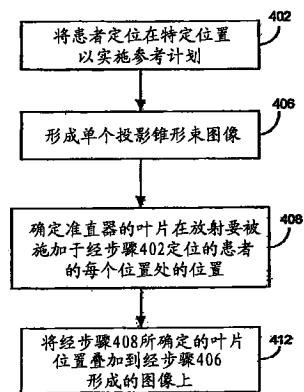 402
将患者定位在特定位置
以实施参考计划
406
形成单个投影锥形束图像
408
确定准直器的叶片在放射要被
施加于经步骤402定位的患者
的每个位置处的位置
412
将经步骤408所确定的叶片
位置叠加到经步骤406
形成的图像上